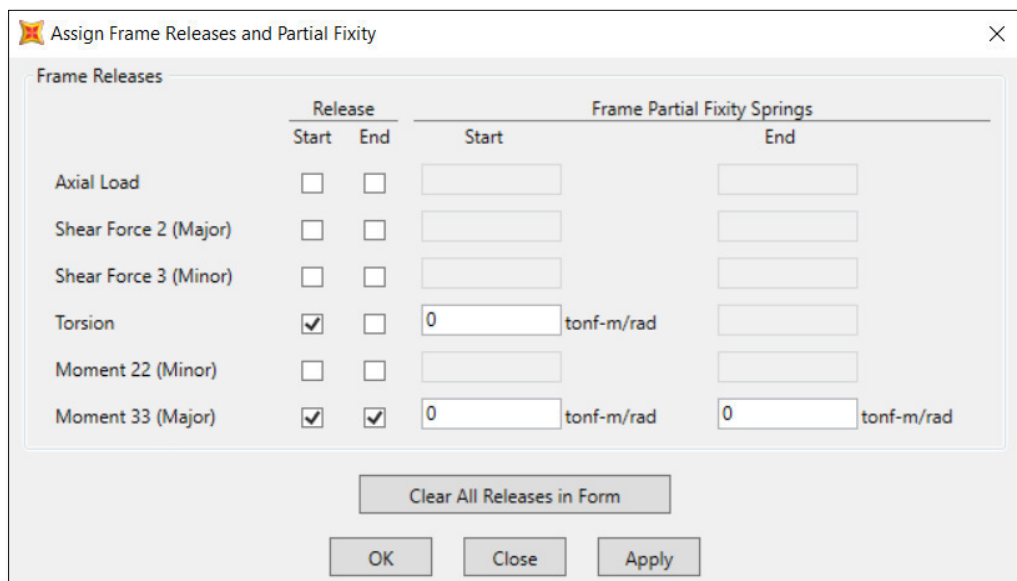 Assign Frame Releases and Partial Fixity
Frame Releases
Release Frame Partial Fixity Springs
Start End Start End
Axial Load
Shear Force 2 (Major)
Shear Force 3 (Minor)
Torsion 0 tonf-m/rad
Moment 22 (Minor)
Moment 33 (Major) 0 tonf-m/rad 0 tonf-m/rad
Clear All Releases in Form
OK Close Apply